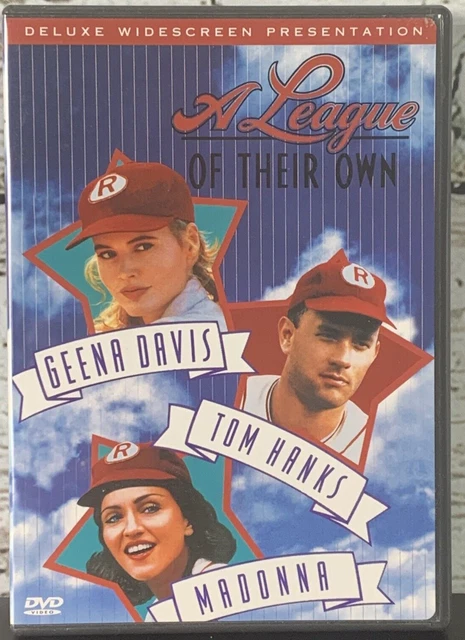 DELUXE WIDESCREEN PRESENTATION
A League
OF THEIR OWN
R
GEENA DAVIS
R
TOM HANKS
R
MADONNA
DVD
VIDEO